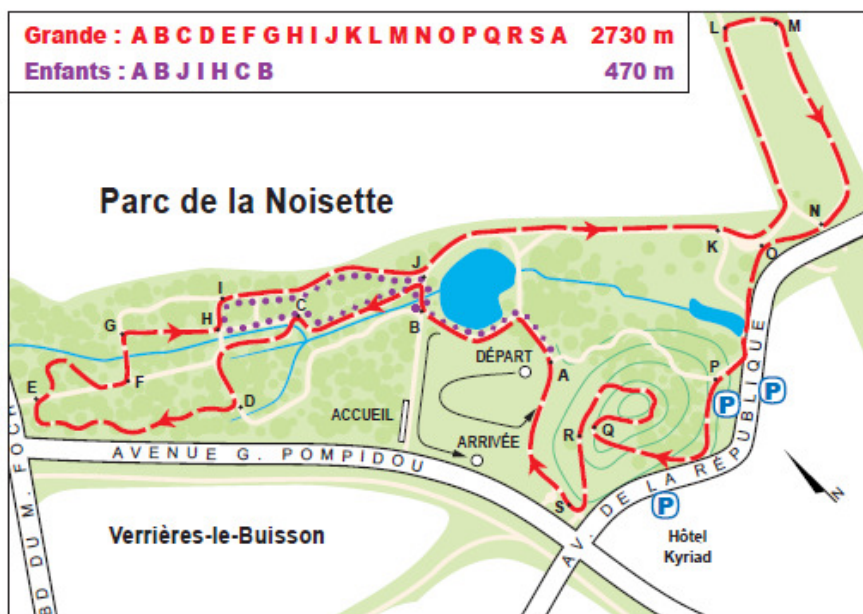 Grande : A B C D E F G H I J K L M N O P Q R S A 2730 m
Enfants : A B J I H C B 470 m
L
M
Parc de la Noisette
N
K
O
J
I
C
H
B
G
DÉPART
A
P
E
F
D
P
P
ACCUEIL
R
Q
ARRIVÉE
AVENUE G. POMPIDOU
S
AV. DE LA RÉPUBLIQUE
P
BD DU M. FOCH
Verrières-le-Buisson
Hôtel
Kyriad
N